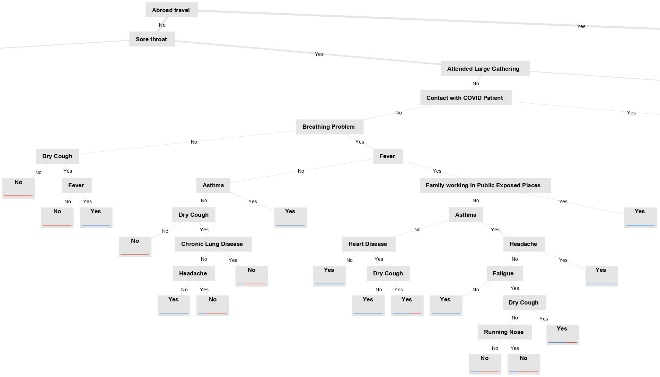 Abroad travel
No
Yes
Sore throat
Yes
Attended Large Gathering
No
Contact with COVID Patient
No
Yes
Breathing Problem
No
Yes
Dry Cough
Fever
No
Yes
No
Yes
No
Fever
Asthma
Family working in Public Exposed Places
No
Yes
No
Yes
No
Yes
No
Yes
Dry Cough
Yes
Asthma
Yes
No
Yes
No
Yes
No
Chronic Lung Disease
Heart Disease
Headache
No
Yes
No
Yes
No
Yes
Headache
No
Yes
Dry Cough
Fatigue
Yes
No
Yes
No
Yes
No
Yes
Yes
No
Yes
Yes
Yes
Dry Cough
No
Yes
Running Nose
Yes
No
Yes
No
No